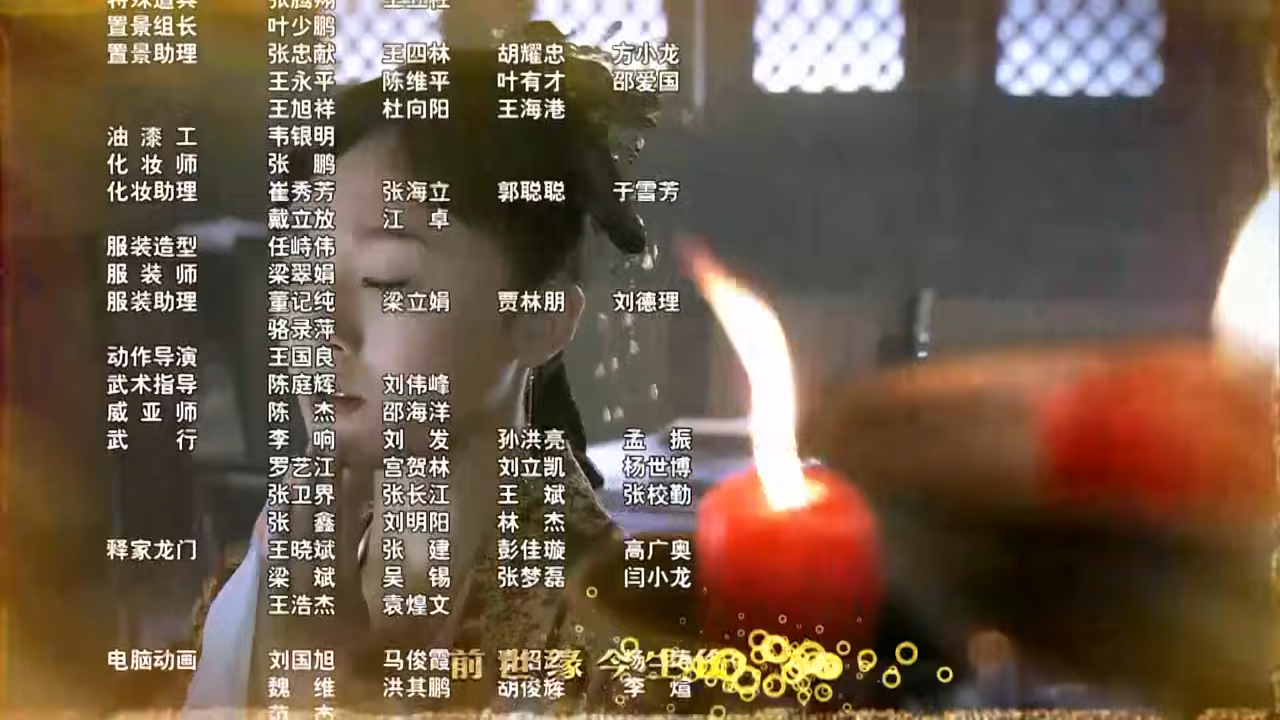 置景组长 叶少鹏
置景助理 张忠献 王四林 胡耀忠 方小龙
王永平 陈维平 叶有才 邵爱国
王旭祥 杜向阳 王海港
油漆工 韦银明
化妆师 张鹏
化妆助理 崔秀芳 张海立 郭聪聪 于雪芳
戴立放 江卓
服装造型 任峙伟
服装师 梁翠娟
服装助理 董记纯 梁立娟 贾林朋 刘德理
骆录萍
动作导演 王国良
武术指导 陈庭辉 刘伟峰
威亚师 陈杰 邵海洋
武行 李响 刘发 孙洪亮 孟振
罗艺江 宫贺林 刘立凯 杨世博
张卫界 张长江 王斌 张校勤
张鑫 刘明阳 林杰
释家龙门 王晓斌 张建 彭佳璇 高广奥
梁斌 吴锡 张梦磊 闫小龙
王浩杰 袁煌文
电脑动画 刘国旭 马俊霞 杨
前世缘今生
魏维 洪其鹏 胡俊辉 李煊